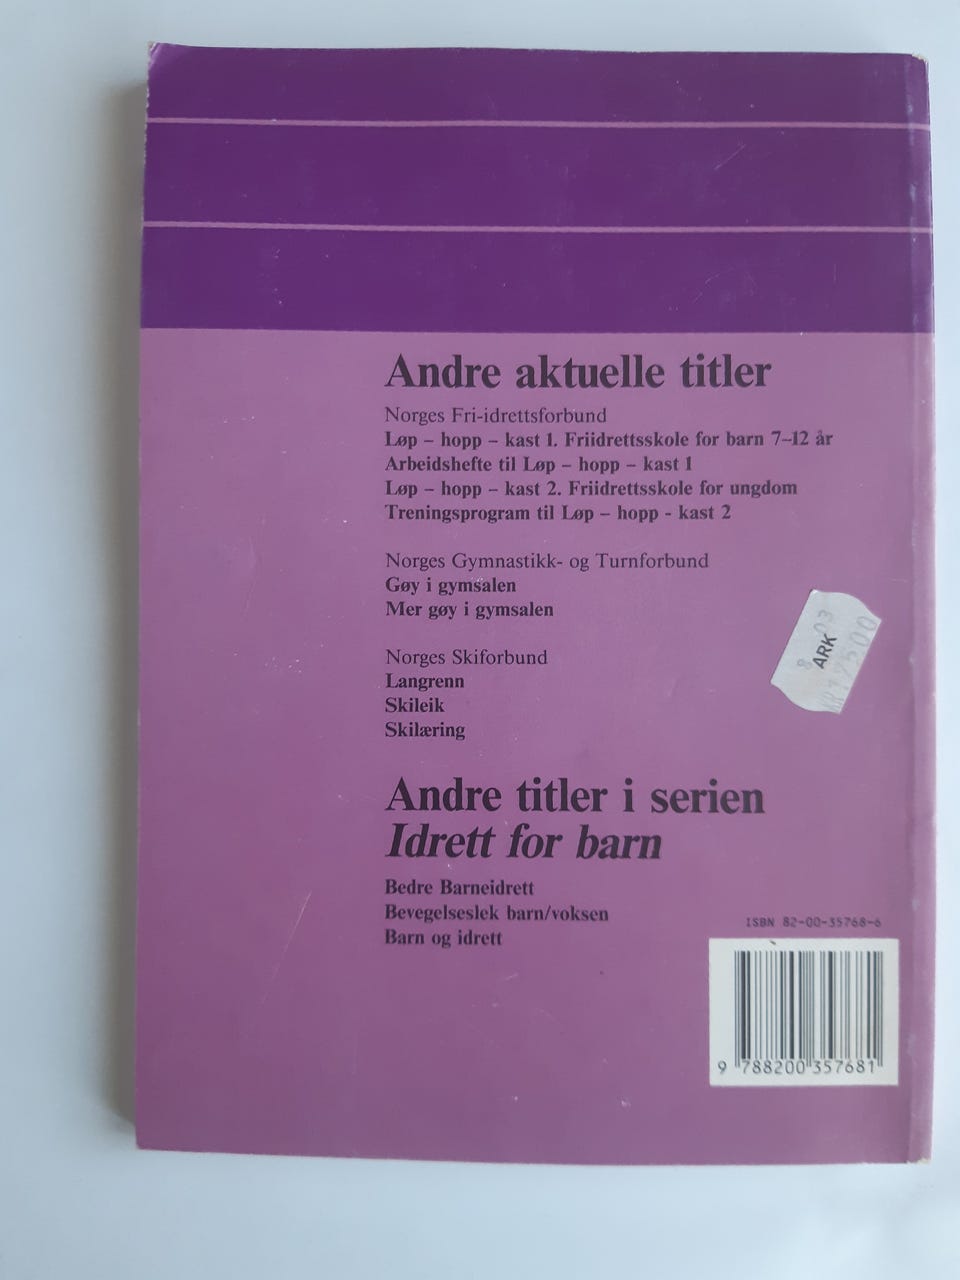 Andre aktuelle titler
Norges Fri-idrettsforbund
Løp – hopp – kast 1. Friidrettsskole for barn 7–12 år
Arbeidshefte til Løp – hopp – kast 1
Løp – hopp – kast 2. Friidrettsskole for ungdom
Treningsprogram til Løp – hopp - kast 2
Norges Gymnastikk- og Turnforbund
Gøy i gymsalen
Mer gøy i gymsalen
Norges Skiforbund
Langrenn
Skileik
Skilæring
ARK
Andre titler i serien
Idrett for barn
Bedre Barneidrett
Bevegelseslek barn/voksen
Barn og idrett
ISBN 82-00-35768-6
9 788200 357681